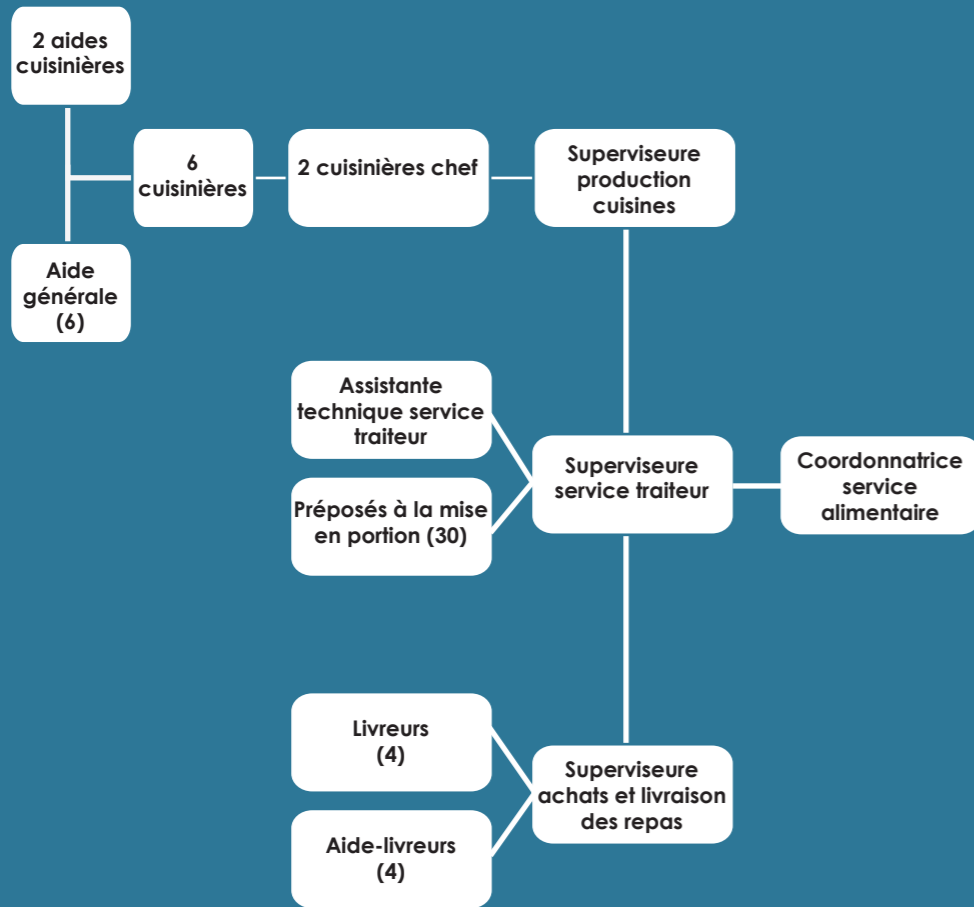 2 aides
cuisinières
6
cuisinières
2 cuisinières chef
Superviseure
production
cuisines
Aide
générale
(6)
Assistante
technique service
traiteur
Préposés à la mise
en portion (30)
Superviseure
service traiteur
Coordonnatrice
service
alimentaire
Livreurs
(4)
Aide-livreurs
(4)
Superviseure
achats et livraison
des repas